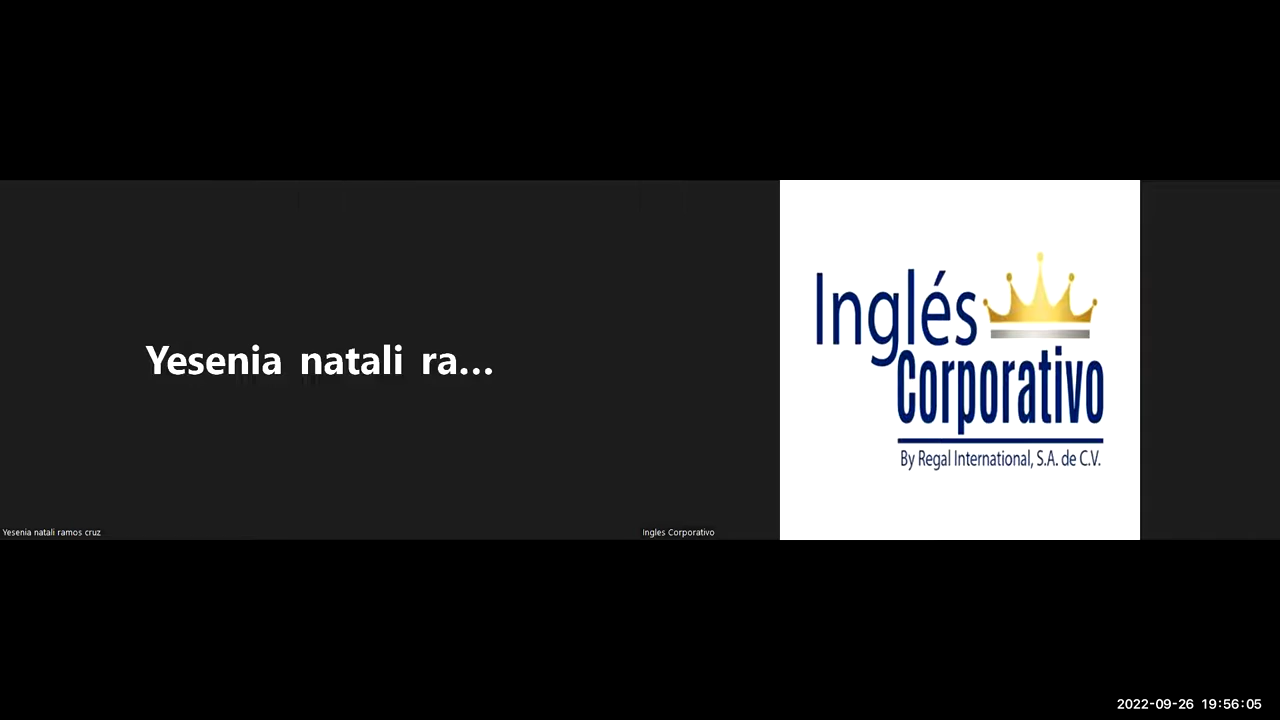 Yesenia natali ra...
Inglés
Corporativo
By Regal International, S.A. de C.V.
Yesenia natali ramos cruz
Ingles Corporativo
2022-09-26 19:56:05